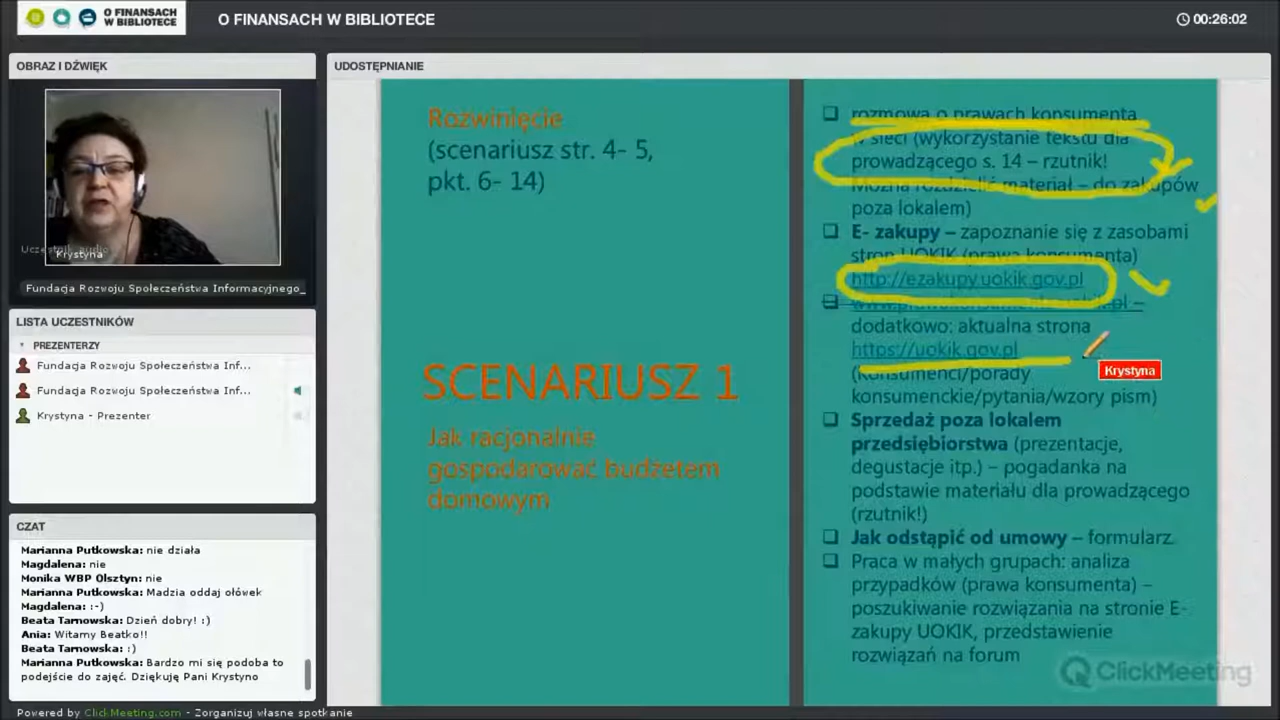 O FINANSACH
W BIBLIOTECE
O FINANSACH W BIBLIOTECE
00:26:02
OBRAZ I DŹWIĘK
Uczestnik audio
Krystyna
Fundacja Rozwoju Społeczeństwa Informacyjnego_
LISTA UCZESTNIKÓW
PREZENTERZY
Fundacja Rozwoju Społeczeństwa Inf...
Fundacja Rozwoju Społeczeństwa Inf...
Krystyna - Prezenter
CZAT
Marianna Putkowska: nie działa
Magdalena: nie
Monika WBP Olsztyn: nie
Marianna Putkowska: Madzia oddaj ołówek
Magdalena: :-)
Beata Tarnowska: Dzień dobry! :)
Ania: Witamy Beatko!!
Beata Tarnowska: :)
Marianna Putkowska: Bardzo mi się podoba to
podejście do zajęć. Dziękuję Pani Krystyno
UDOSTĘPNIANIE
Rozwinięcie
(scenariusz str. 4- 5,
pkt. 6- 14)
SCENARIUSZ 1
Jak racjonalnie
gospodarować budżetem
domowym
rozmowa o prawach konsumenta
w sieci (wykorzystanie tekstu dla
prowadzącego s. 14 – rzutnik!
Można rozdzielić materiał – do zakupów
poza lokalem)
E- zakupy – zapoznanie się z zasobami
stron UOKIK (prawa konsumenta)
http://ezakupy.uokik.gov.pl
www.prawakonsumenta.uokik.pl –
dodatkowo: aktualna strona
https://uokik.gov.pl
(Konsumenci/porady
konsumenckie/pytania/wzory pism)
Sprzedaż poza lokalem
przedsiębiorstwa (prezentacje,
degustacje itp.) – pogadanka na
podstawie materiału dla prowadzącego
(rzutnik!)
Jak odstąpić od umowy – formularz
Praca w małych grupach: analiza
przypadków (prawa konsumenta) –
poszukiwanie rozwiązania na stronie E-
zakupy UOKIK, przedstawienie
rozwiązań na forum
Krystyna
ClickMeeting
Powered by ClickMeeting.com - Zorganizuj własne spotkanie